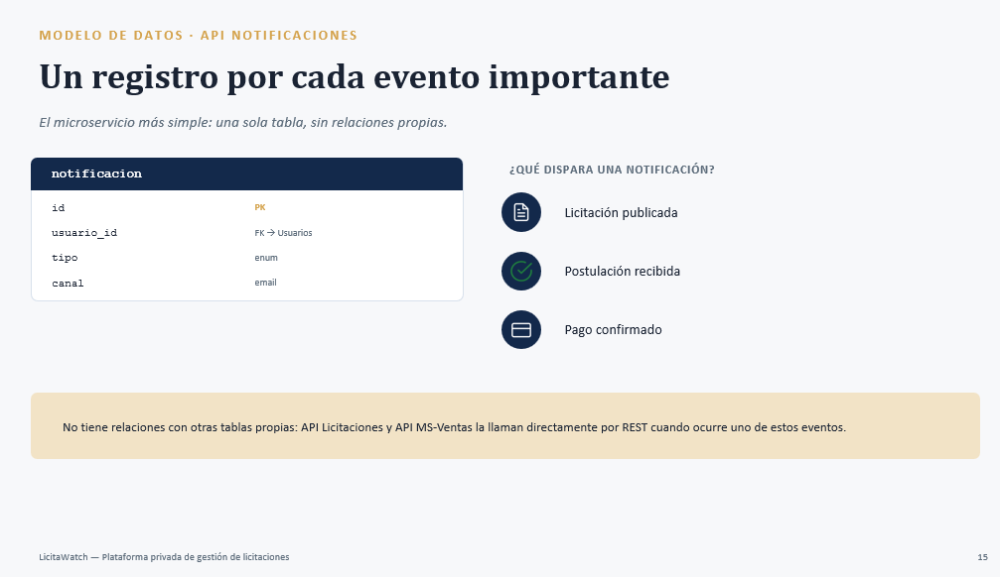 MODELO DE DATOS · API NOTIFICACIONES
Un registro por cada evento importante
El microservicio más simple: una sola tabla, sin relaciones propias.
notificacion
id PK
usuario_id FK → Usuarios
tipo enum
canal email
¿QUÉ DISPARA UNA NOTIFICACIÓN?
Licitación publicada
Postulación recibida
Pago confirmado
No tiene relaciones con otras tablas propias: API Licitaciones y API MS-Ventas la llaman directamente por REST cuando ocurre uno de estos eventos.
LicitaWatch — Plataforma privada de gestión de licitaciones
15